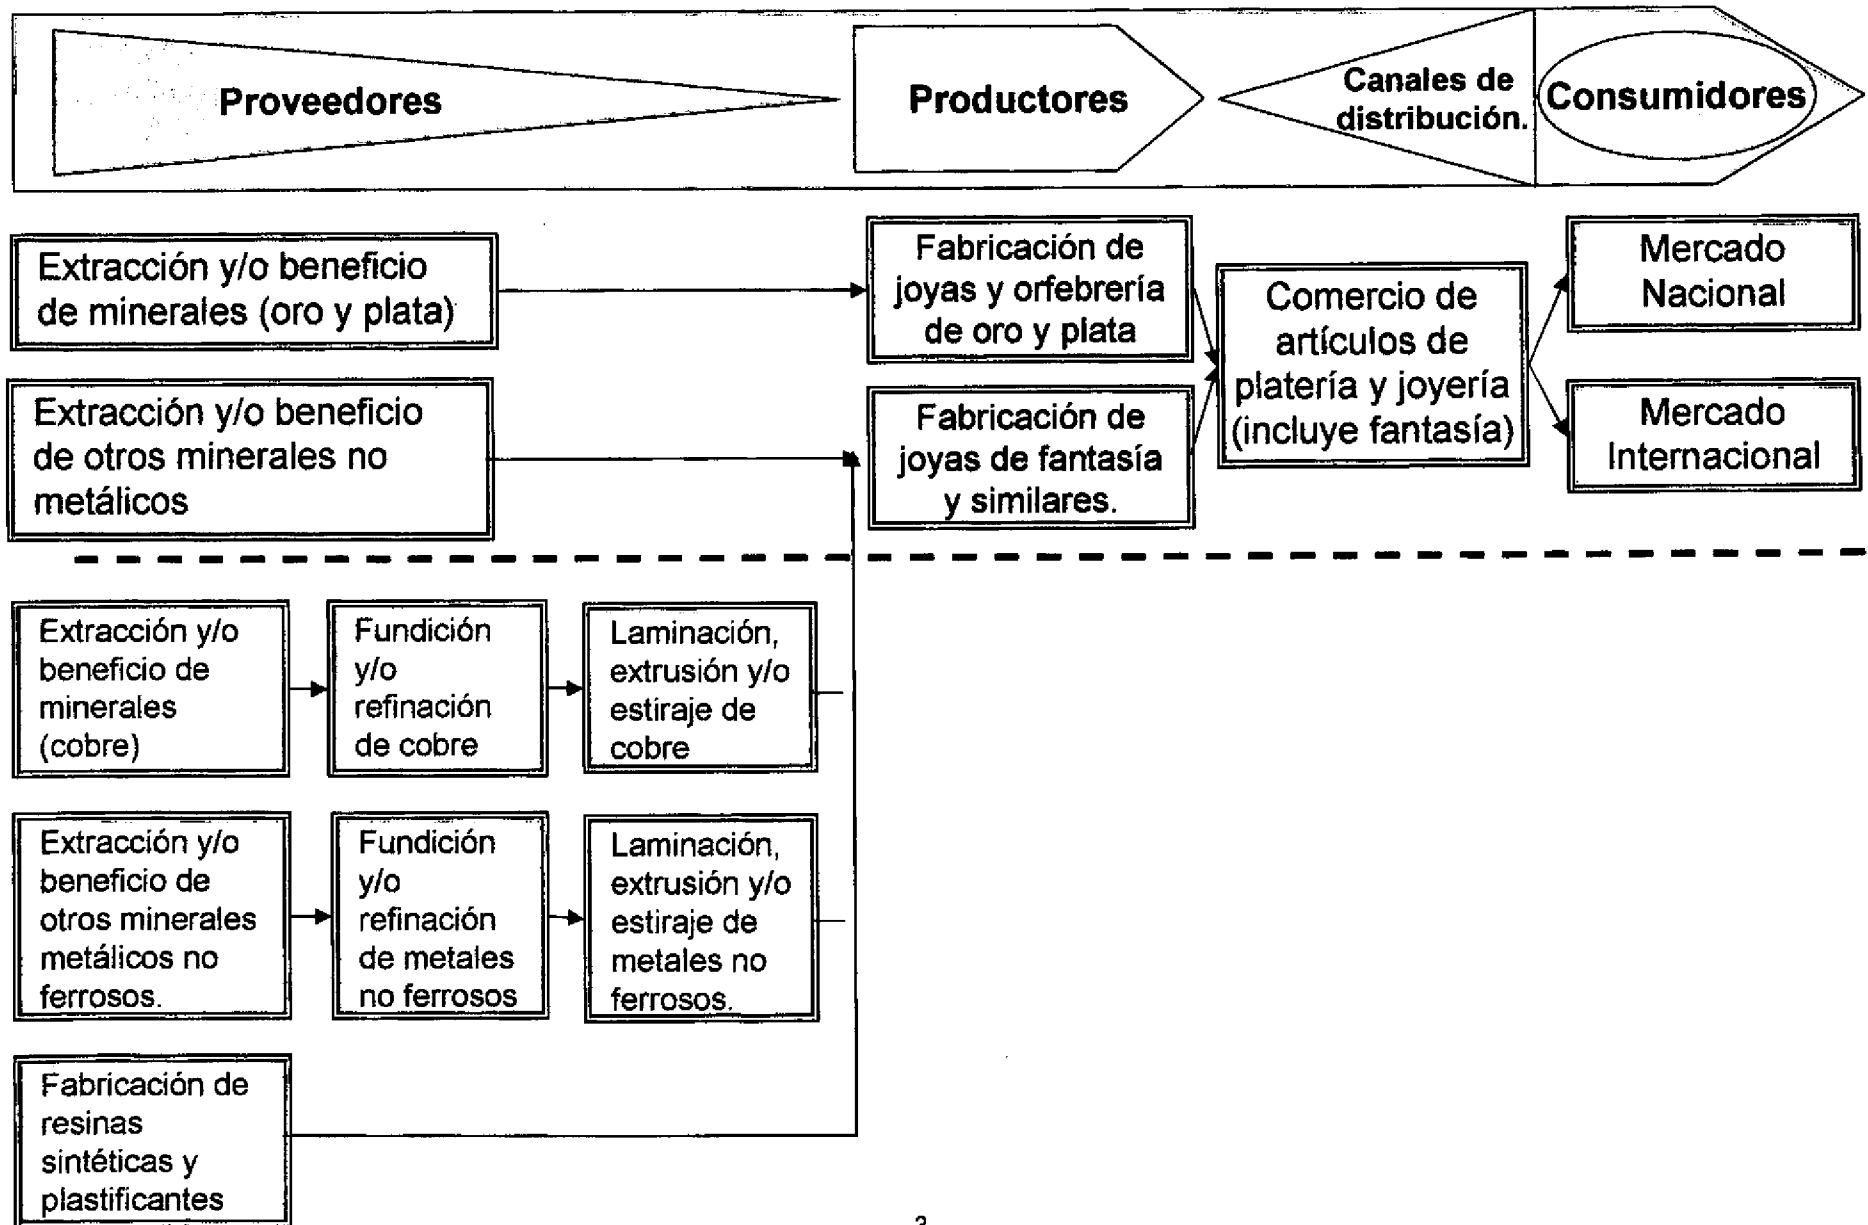 Proveedores
Productores
Canales de
distribución.
Consumidores
Extracción y/o beneficio
de minerales (oro y plata)
Fabricación de
joyas y orfebrería
de oro y plata
Comercio de
artículos de
platería y joyería
(incluye fantasía)
Mercado
Nacional
Extracción y/o beneficio
de otros minerales no
metálicos
Fabricación de
joyas de fantasía
y similares.
Mercado
Internacional
Extracción y/o
beneficio de
minerales
(cobre)
Fundición
y/o
refinación
de cobre
Laminación,
extrusión y/o
estiraje de
cobre
Extracción y/o
beneficio de
otros minerales
metálicos no
ferrosos.
Fundición
y/o
refinación
de metales
no ferrosos
Laminación,
extrusión y/o
estiraje de
metales no
ferrosos.
Fabricación de
resinas
sintéticas y
plastificantes